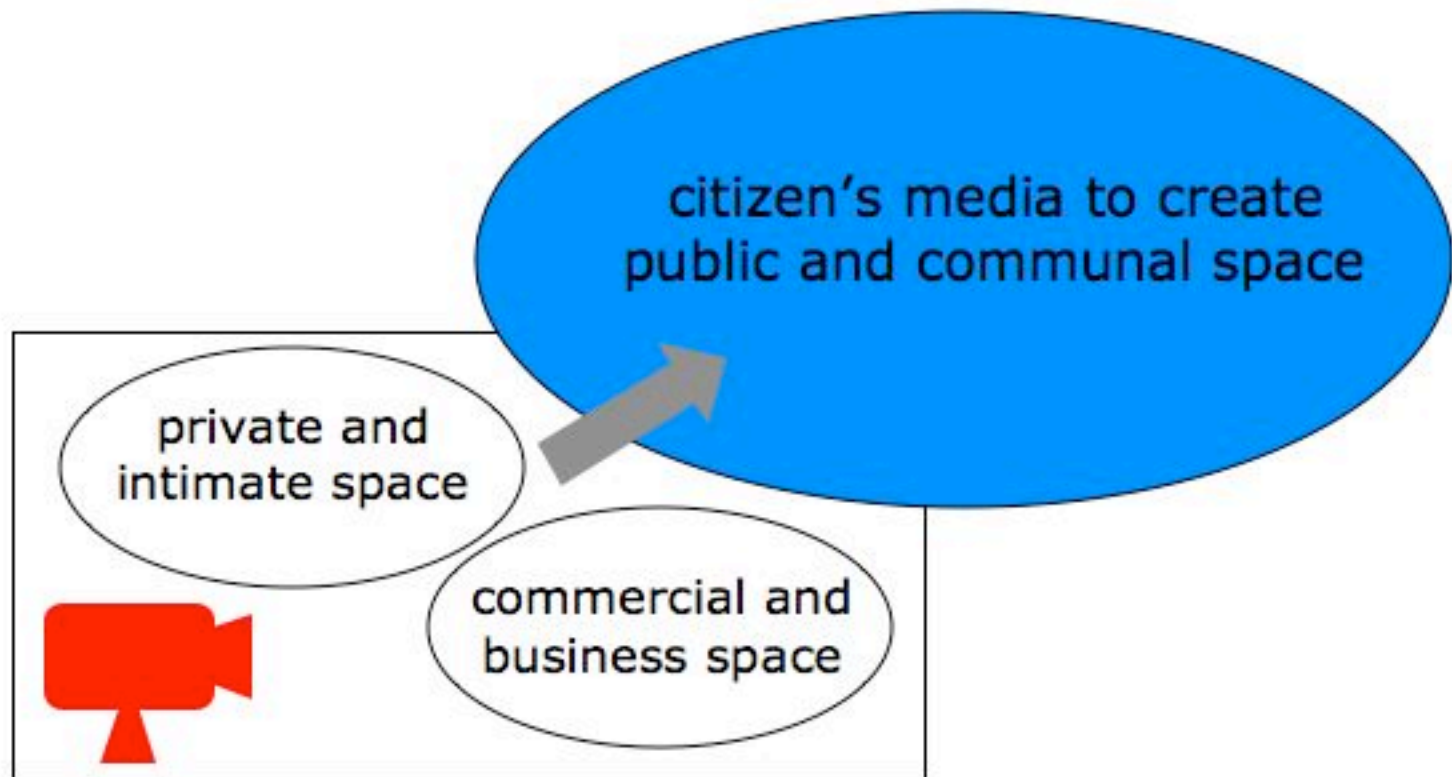 citizen's media to create
public and communal space
private and
intimate space
commercial and
business space